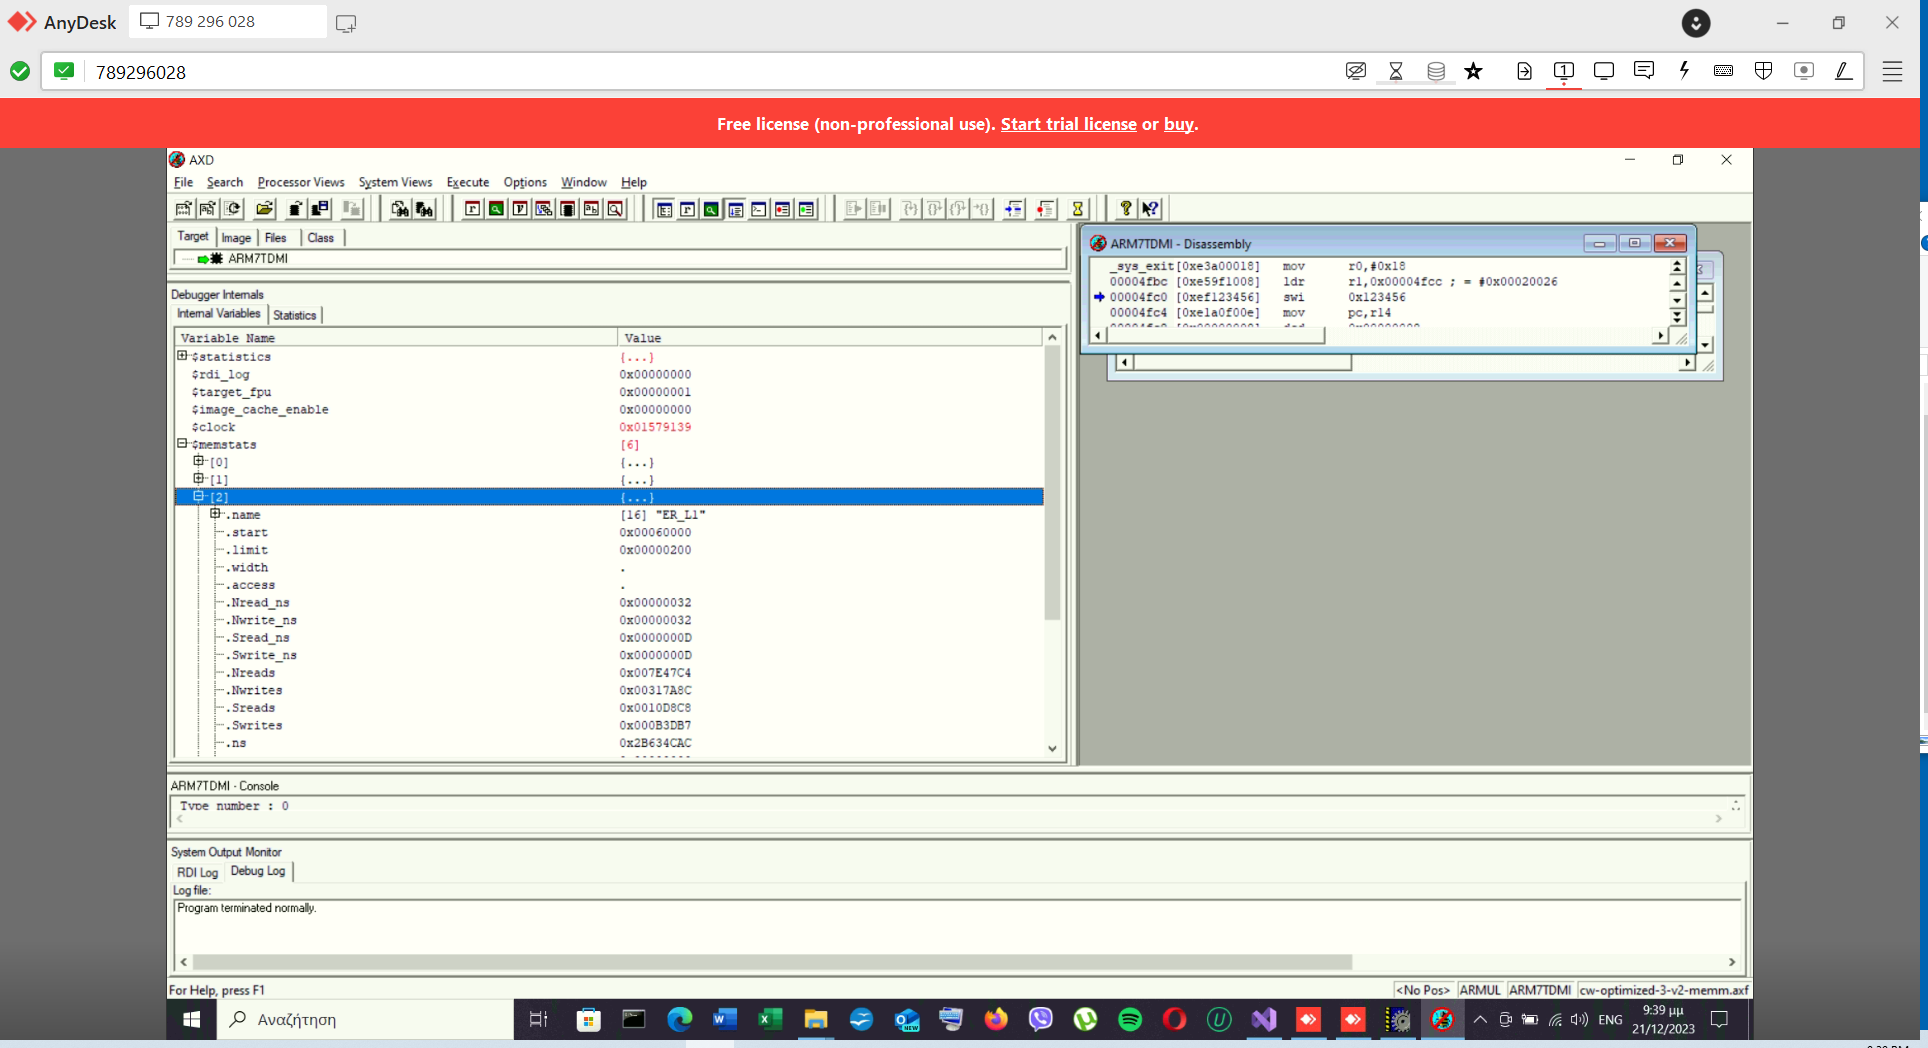 AnyDesk
789 296 028
789296028
Free license (non-professional use). Start trial license or buy.
AXD
File Search Processor Views System Views Execute Options Window Help
Target Image Files Class
ARM7TDMI
Debugger Internals
Internal Variables Statistics
Variable Name Value
$statistics {...}
$rdi_log 0x00000000
$target_fpu 0x00000001
$image_cache_enable 0x00000000
$clock 0x01579139
$memstats [6]
[0] {...}
[1] {...}
[2] {...}
.name [16] "ER_L1"
.start 0x00060000
.limit 0x00000200
.width .
.access .
.Nread_ns 0x00000032
.Nwrite_ns 0x00000032
.Sread_ns 0x0000000D
.Swrite_ns 0x0000000D
.Nreads 0x007E47C4
.Nwrites 0x00317A8C
.Sreads 0x0010D8C8
.Swrites 0x000B3DB7
.ns 0x2B634CAC
ARM7TDMI - Disassembly
_sys_exit[0xe3a00018] mov r0,#0x18
00004fbc [0xe59f1008] ldr r1,0x00004fcc ; = #0x00020026
00004fc0 [0xef123456] swi 0x123456
00004fc4 [0xe1a0f00e] mov pc,r14
ARM7TDMI - Console
Type number : 0
System Output Monitor
RDI Log Debug Log
Log file:
Program terminated normally.
For Help, press F1
<No Pos> ARMUL ARM7TDMI cw-optimized-3-v2-memm.axf
Αναζήτηση
ENG
9:39 μμ
21/12/2023